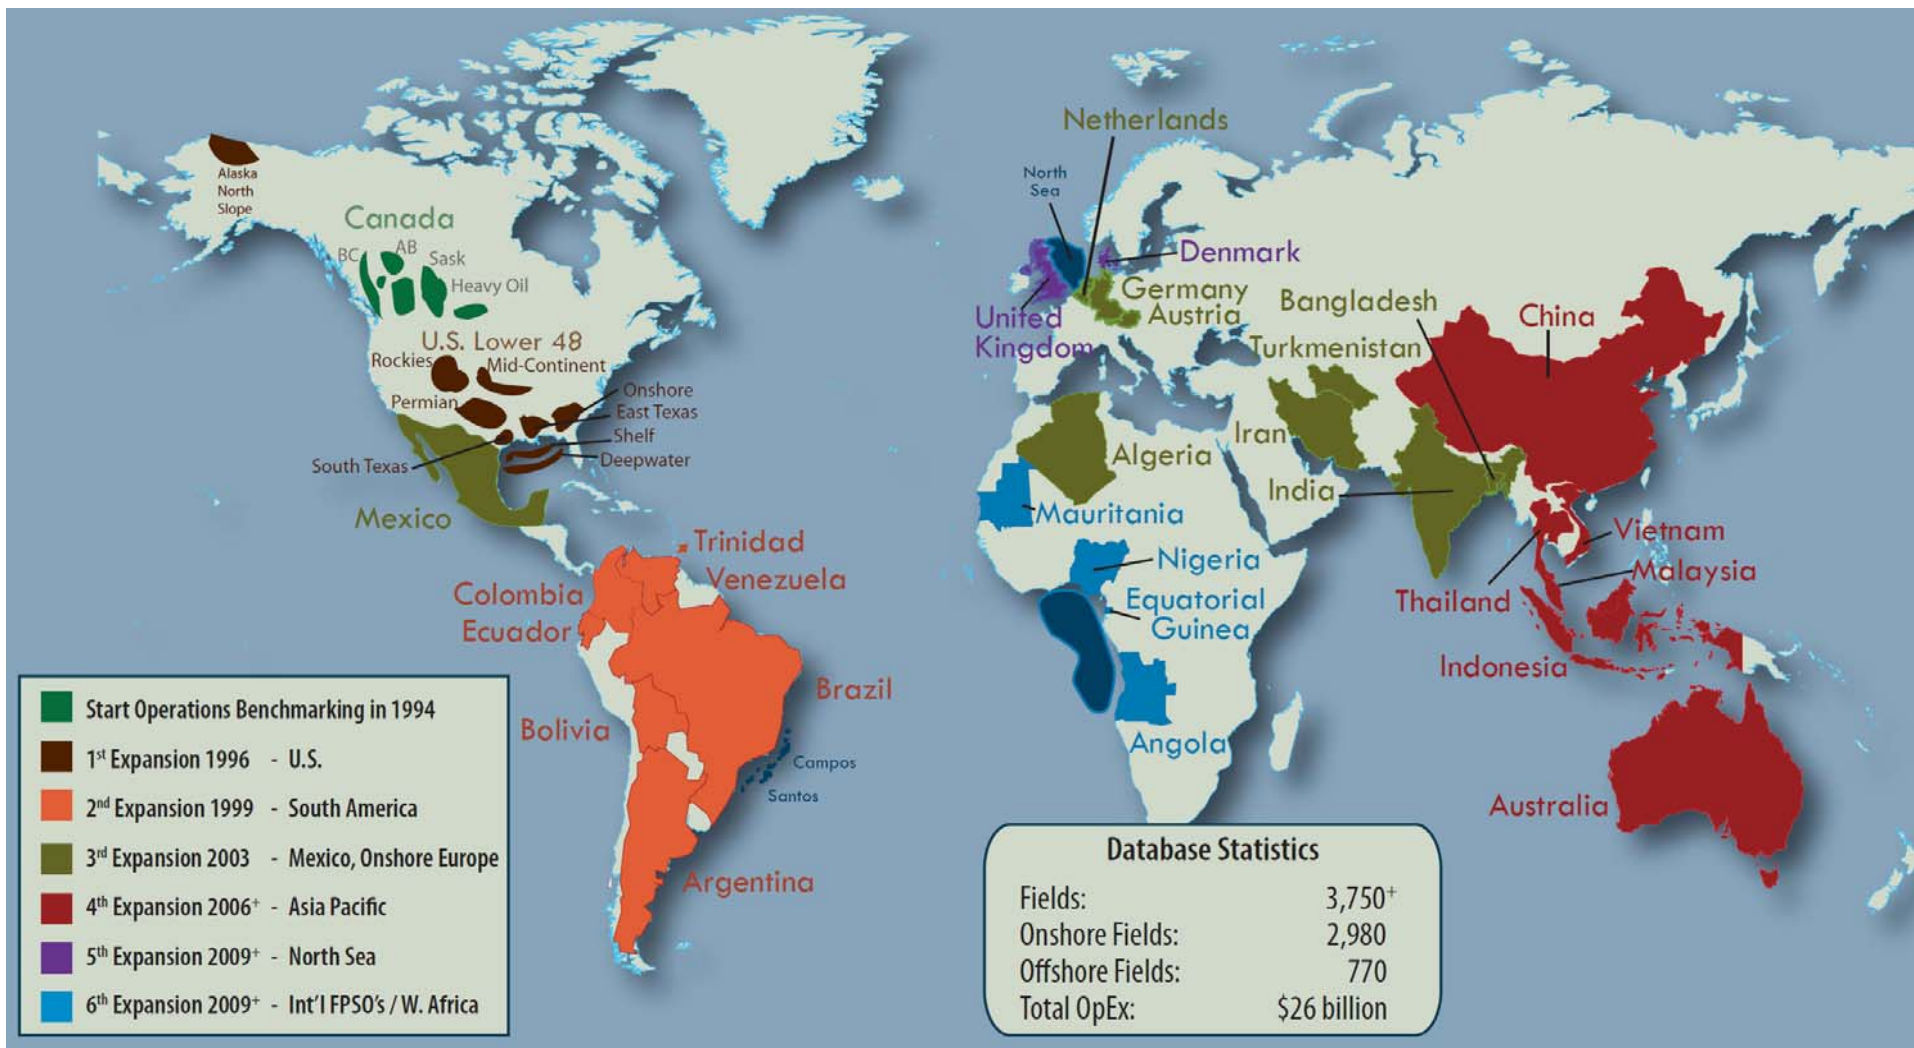 Alaska
North
Slope
Canada
BC
AB
Sask
Heavy Oil
U.S. Lower 48
Rockies
Mid-Continent
Permian
Onshore
East Texas
Shelf
Deepwater
South Texas
Mexico
Trinidad
Venezuela
Colombia
Ecuador
Brazil
Bolivia
Campos
Santos
Argentina
Netherlands
North
Sea
Denmark
Germany
Austria
United
Kingdom
Bangladesh
Turkmenistan
China
Iran
Algeria
India
Mauritania
Nigeria
Equatorial
Guinea
Angola
Vietnam
Malaysia
Thailand
Indonesia
Australia
Start Operations Benchmarking in 1994
1st Expansion 1996 - U.S.
2nd Expansion 1999 - South America
3rd Expansion 2003 - Mexico, Onshore Europe
4th Expansion 2006+ - Asia Pacific
5th Expansion 2009+ - North Sea
6th Expansion 2009+ - Int'l FPSO's / W. Africa
Database Statistics
Fields: 3,750+
Onshore Fields: 2,980
Offshore Fields: 770
Total OpEx: $26 billion